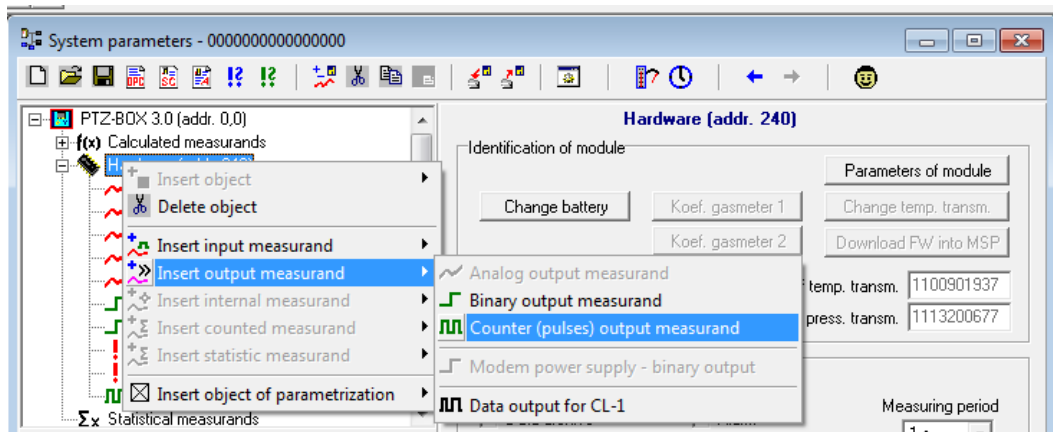 System parameters - 0000000000000000
PTZ-BOX 3.0 (addr. 0,0)
f(x) Calculated measurands
Insert object
Delete object
Insert input measurand
Insert output measurand
Insert internal measurand
Insert counted measurand
Insert statistic measurand
Insert object of parametrization
Σx Statistical measurands
Analog output measurand
Binary output measurand
Counter (pulses) output measurand
Modem power supply - binary output
Data output for CL-1
Hardware (addr. 240)
Identification of module
Parameters of module
Change battery
Koef. gasmeter 1
Change temp. transm.
Koef. gasmeter 2
Download FW into MSP
temp. transm. 1100901937
press. transm. 1113200677
Measuring period